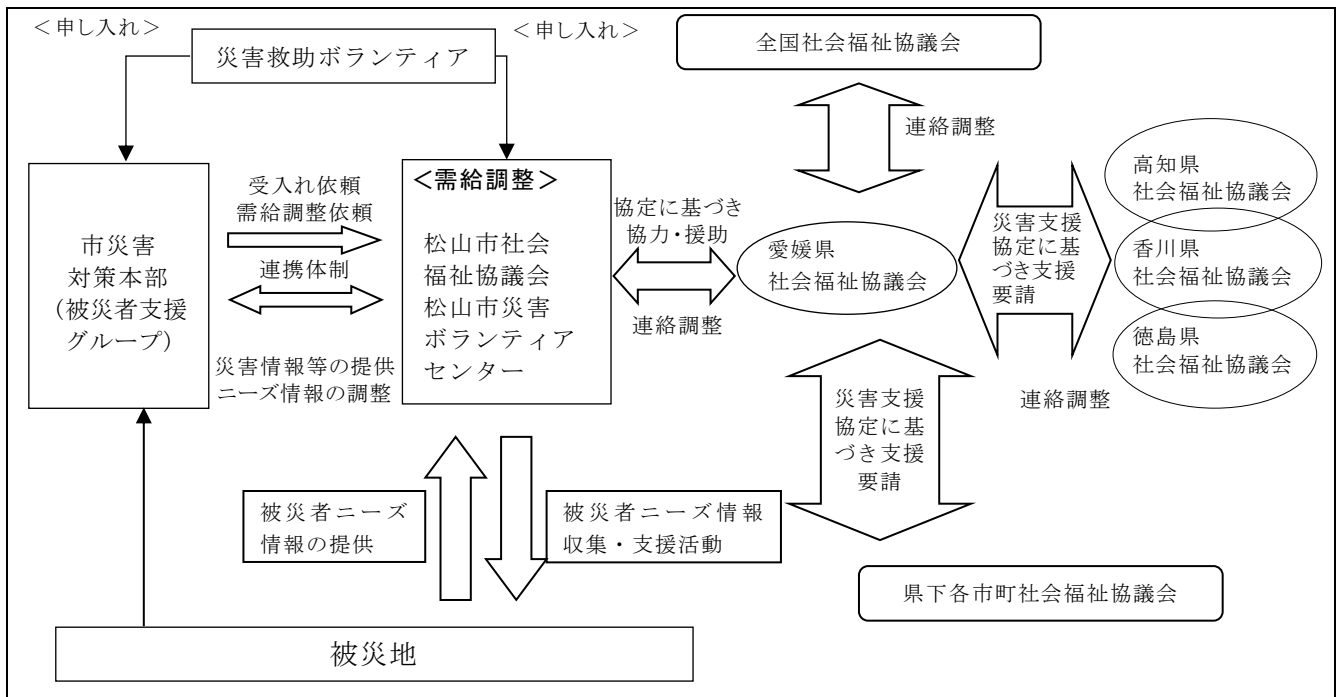 ＜申し入れ＞
＜申し入れ＞
災害救助ボランティア
全国社会福祉協議会
連絡調整
市災害
対策本部
(被災者支援
グループ)
受入れ依頼
需給調整依頼
連携体制
災害情報等の提供
ニーズ情報の調整
＜需給調整＞
松山市社会
福祉協議会
松山市災害
ボランティア
センター
協定に基づき
協力・援助
連絡調整
愛媛県
社会福祉協議会
災害支援
協定に基
づき支援
要請
連絡調整
高知県
社会福祉協議会
香川県
社会福祉協議会
徳島県
社会福祉協議会
災害支援
協定に基
づき支援
要請
県下各市町社会福祉協議会
被災者ニーズ
情報の提供
被災者ニーズ情報
収集・支援活動
被災地